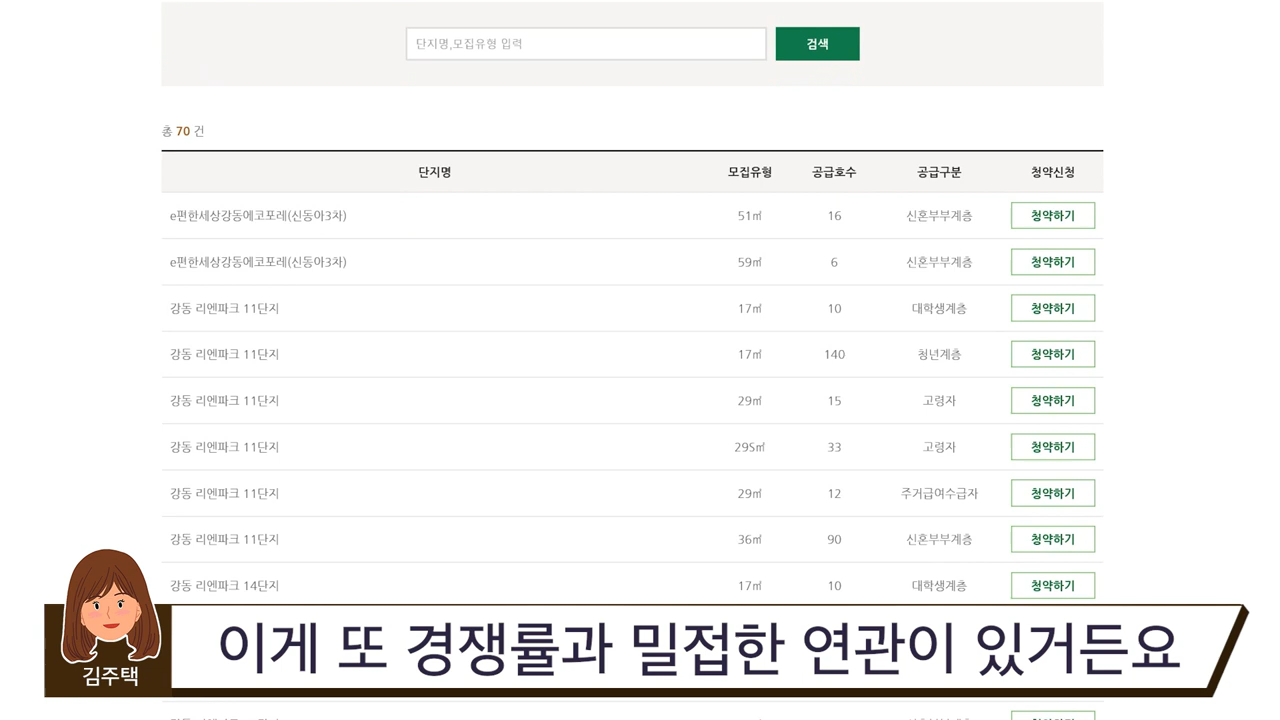 단지명,모집유형 입력 검색
총 70 건
단지명 모집유형 공급호수 공급구분 청약신청
e편한세상강동에코포레(신동아3차) 51㎡ 16 신혼부부계층 청약하기
e편한세상강동에코포레(신동아3차) 59㎡ 6 신혼부부계층 청약하기
강동 리엔파크 11단지 17㎡ 10 대학생계층 청약하기
강동 리엔파크 11단지 17㎡ 140 청년계층 청약하기
강동 리엔파크 11단지 29㎡ 15 고령자 청약하기
강동 리엔파크 11단지 29S㎡ 33 고령자 청약하기
강동 리엔파크 11단지 29㎡ 12 주거급여수급자 청약하기
강동 리엔파크 11단지 36㎡ 90 신혼부부계층 청약하기
강동 리엔파크 14단지 17㎡ 10 대학생계층 청약하기
이게 또 경쟁률과 밀접한 연관이 있거든요
김주택